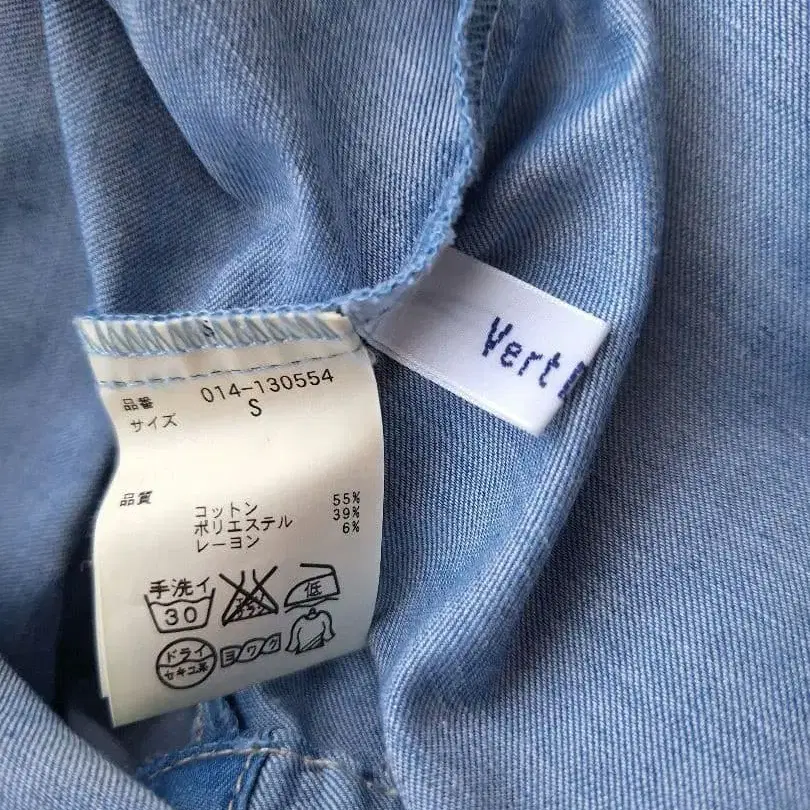 S
Vert
品番 014-130554
サイズ S
品質 コットン 55%
ポリエステル 39%
レーヨン 6%
手洗イ 低
30
ドライ ヨワク
セキユ系